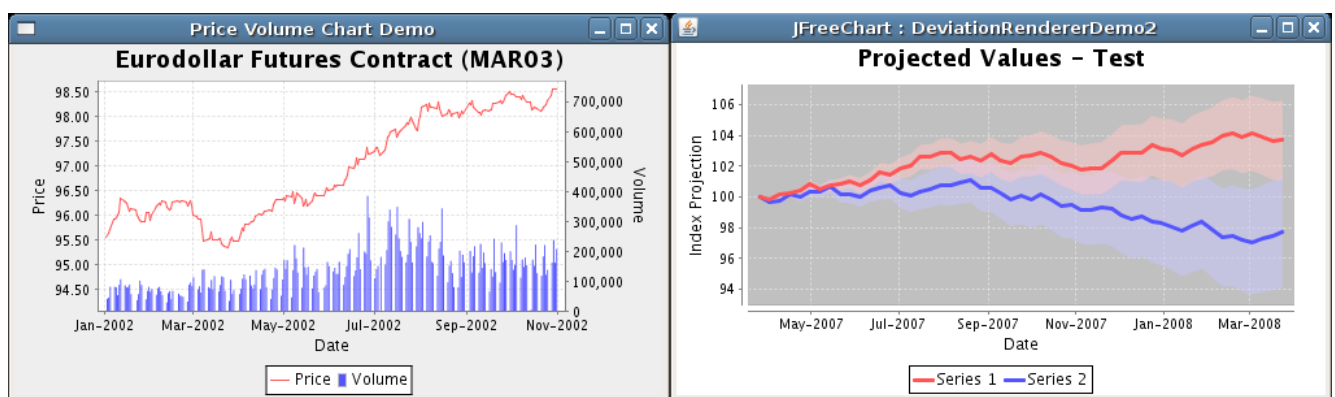 Price Volume Chart Demo
Eurodollar Futures Contract (MAR03)
98.50
98.00
97.50
97.00
96.50
96.00
95.50
95.00
94.50
Price
700,000
600,000
500,000
400,000
300,000
200,000
100,000
0
Volume
Jan-2002 Mar-2002 May-2002 Jul-2002 Sep-2002 Nov-2002
Date
Price Volume
JFreeChart : DeviationRendererDemo2
Projected Values - Test
106
104
102
100
98
96
94
Index Projection
May-2007 Jul-2007 Sep-2007 Nov-2007 Jan-2008 Mar-2008
Date
Series 1 Series 2